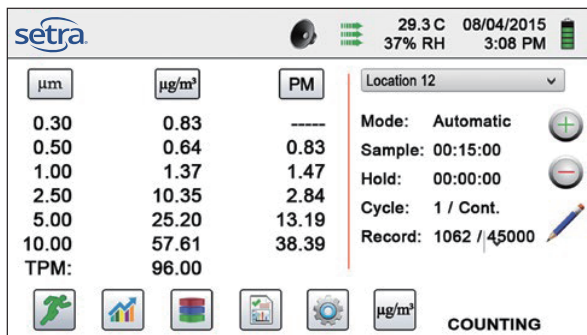 setra
29.3 C 08/04/2015
37% RH 3:08 PM
µm µg/m³ PM
0.30 0.83 -----
0.50 0.64 0.83
1.00 1.37 1.47
2.50 10.35 2.84
5.00 25.20 13.19
10.00 57.61 38.39
TPM: 96.00
Location 12
Mode: Automatic
Sample: 00:15:00
Hold: 00:00:00
Cycle: 1 / Cont.
Record: 1062 / 45000
µg/m³
COUNTING